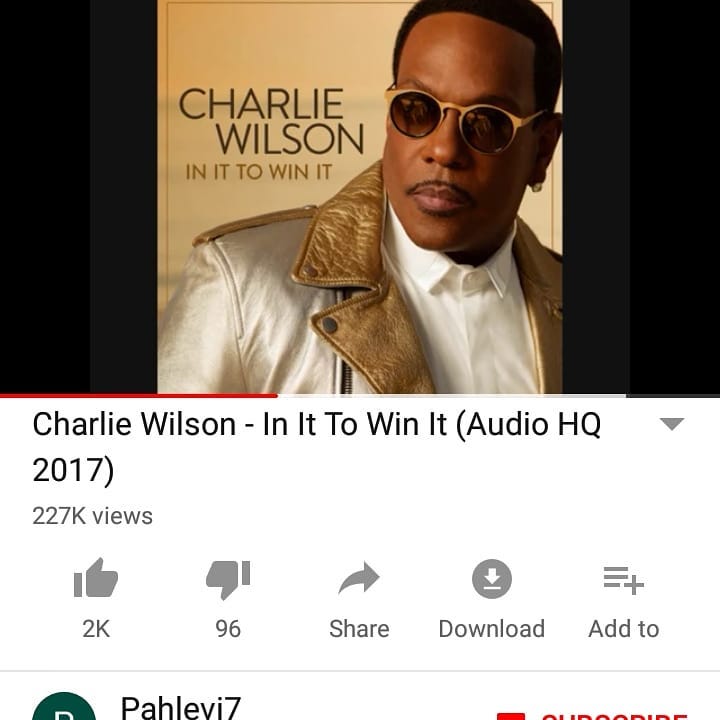 CHARLIE
WILSON
IN IT TO WIN IT
Charlie Wilson - In It To Win It (Audio HQ
2017)
227K views
2K
96
Share
Download
Add to
P
Pahlevi7
SUBSCRIBE